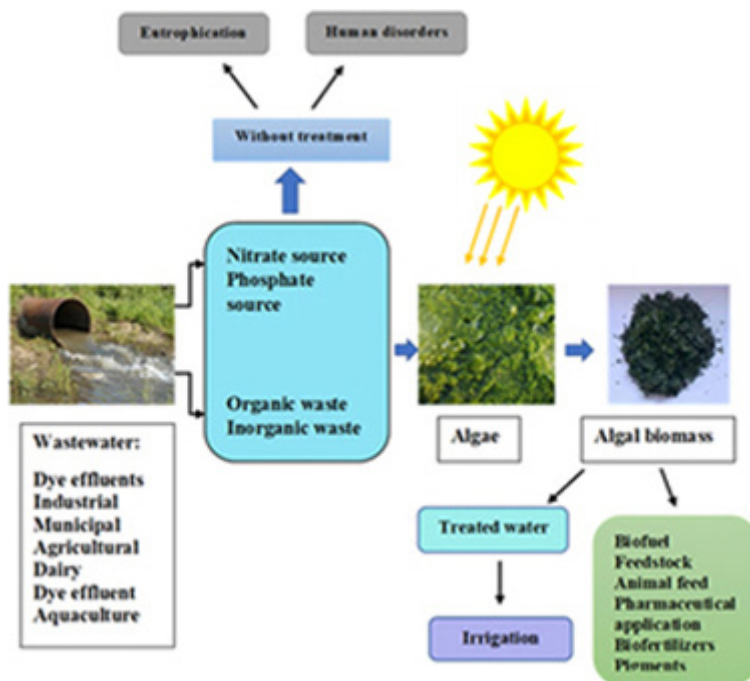 Eutrophication
Human disorders
Without treatment
Nitrate source
Phosphate
source
Organic waste
Inorganic waste
Wastewater:
Dye effluents
Industrial
Municipal
Agricultural
Dairy
Dye effluent
Aquaculture
Algae
Algal biomass
Treated water
Irrigation
Biofuel
Feedstock
Animal feed
Pharmaceutical
application
Biofertilizers
Pigments